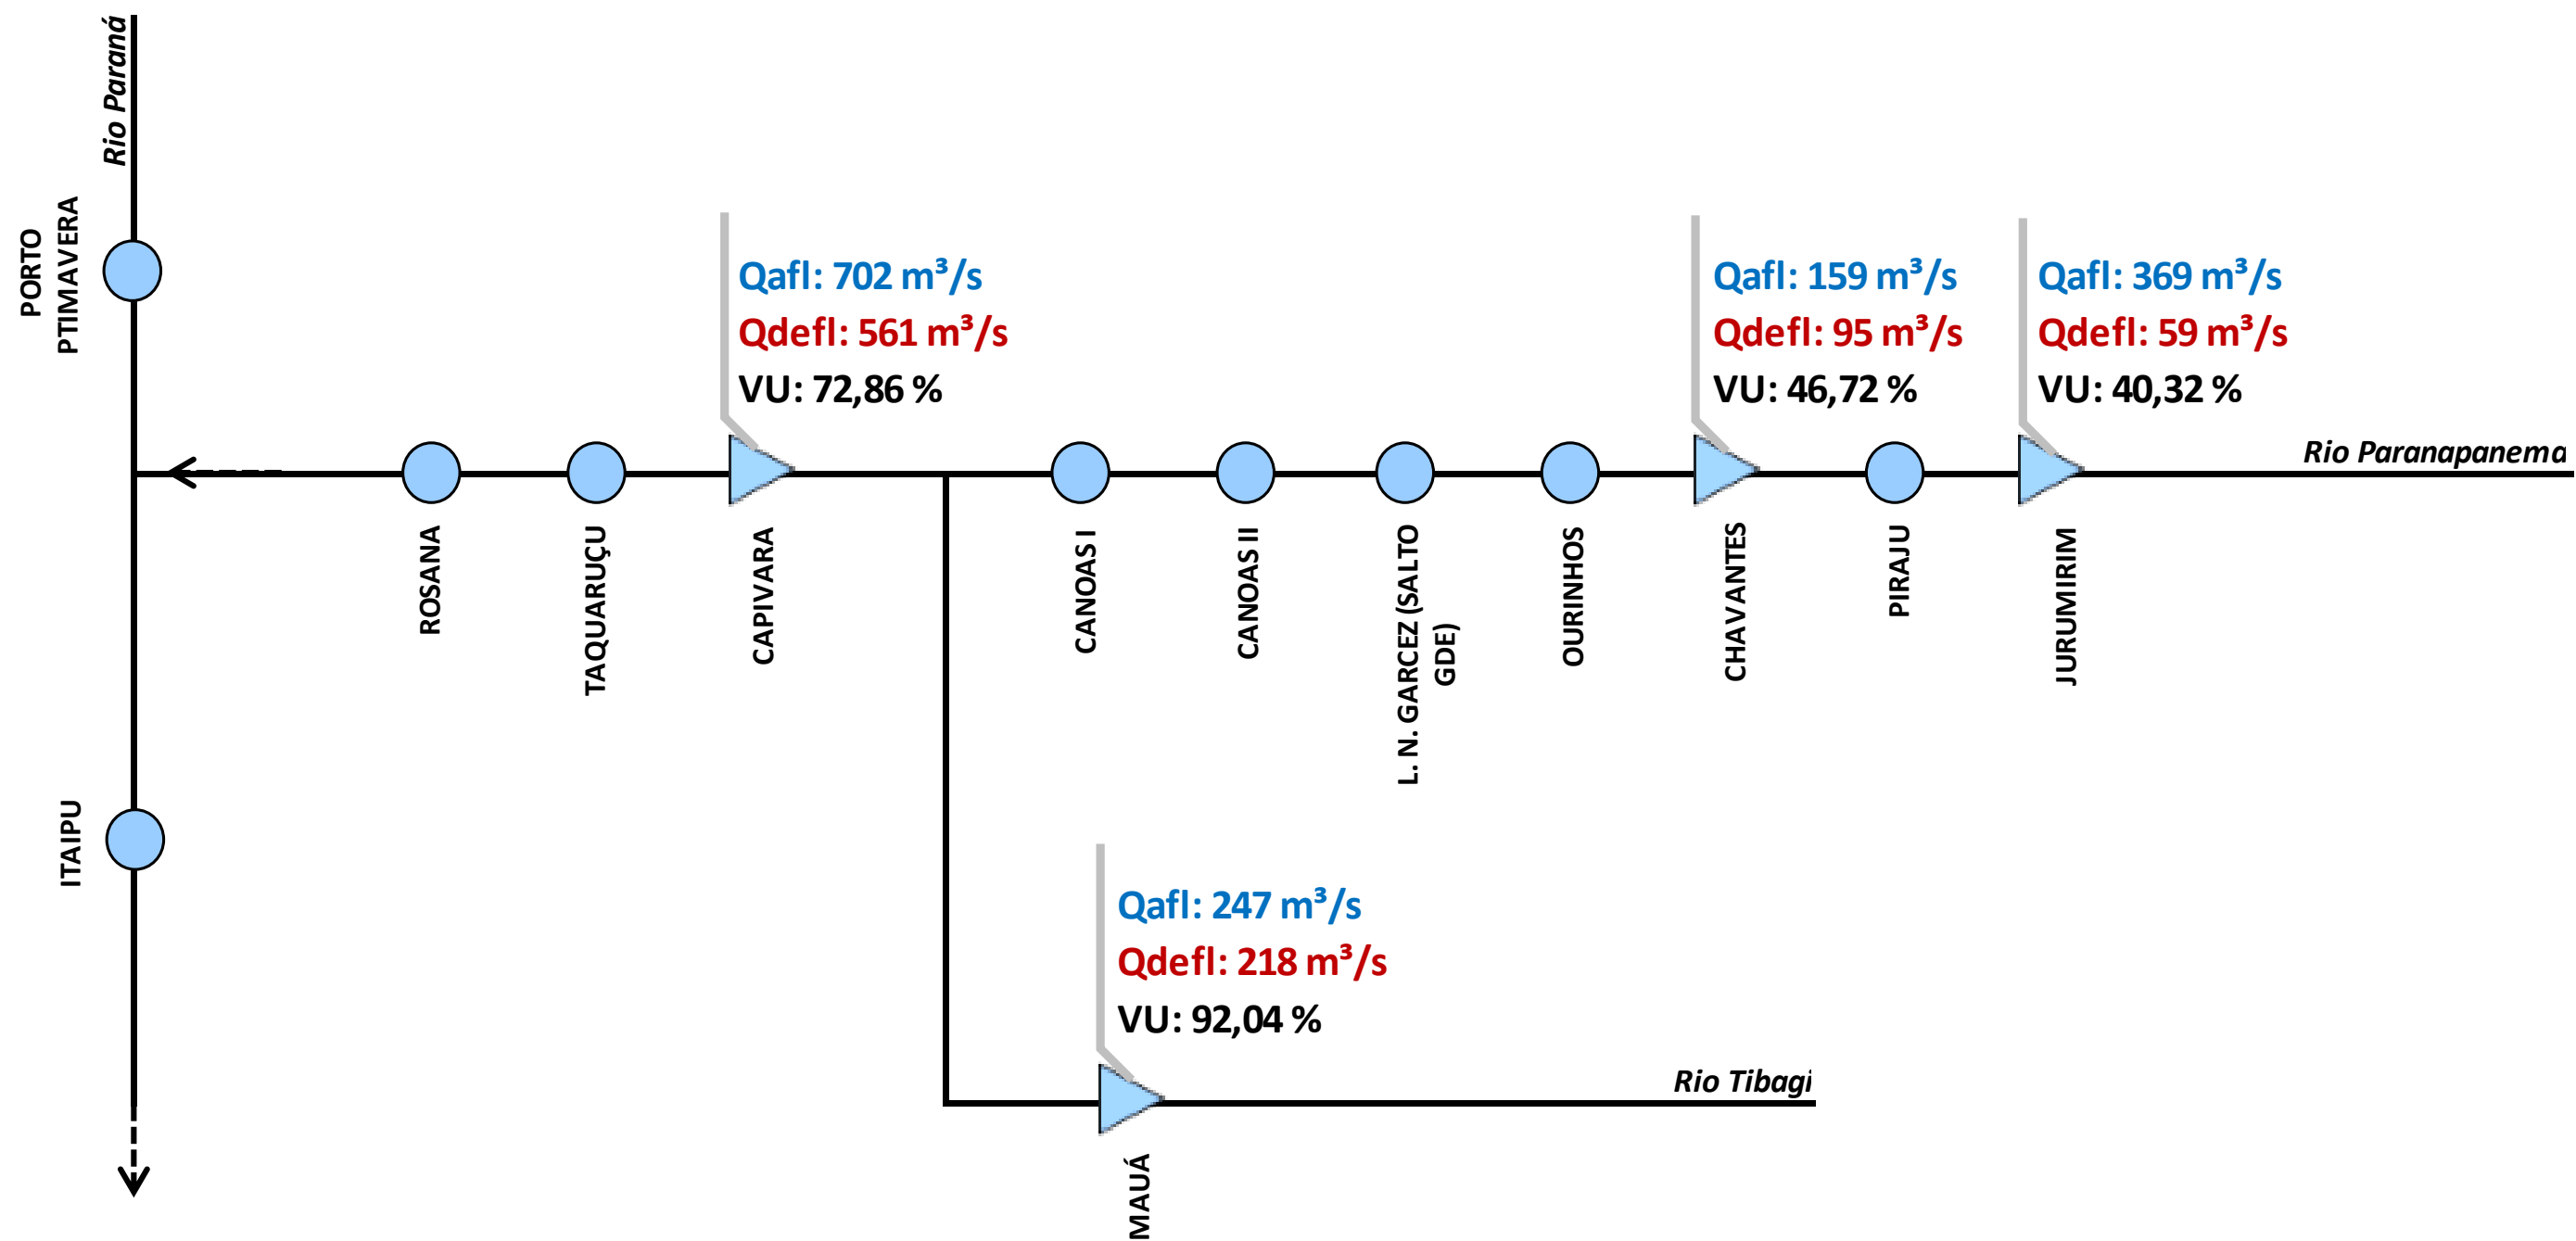 Rio Paraná
PORTO
PTIMAVERA
Qafl: 702 m³/s
Qdefl: 561 m³/s
VU: 72,86 %
Qafl: 159 m³/s
Qdefl: 95 m³/s
VU: 46,72 %
Qafl: 369 m³/s
Qdefl: 59 m³/s
VU: 40,32 %
Rio Paranapanema
ROSANA
TAQUARUÇU
CAPIVARA
CANOAS I
CANOAS II
L. N. GARCEZ (SALTO
GDE)
OURINHOS
CHAVANTES
PIRAJU
JURUMIRIM
ITAIPU
Qafl: 247 m³/s
Qdefl: 218 m³/s
VU: 92,04 %
Rio Tibagi
MAUÁ